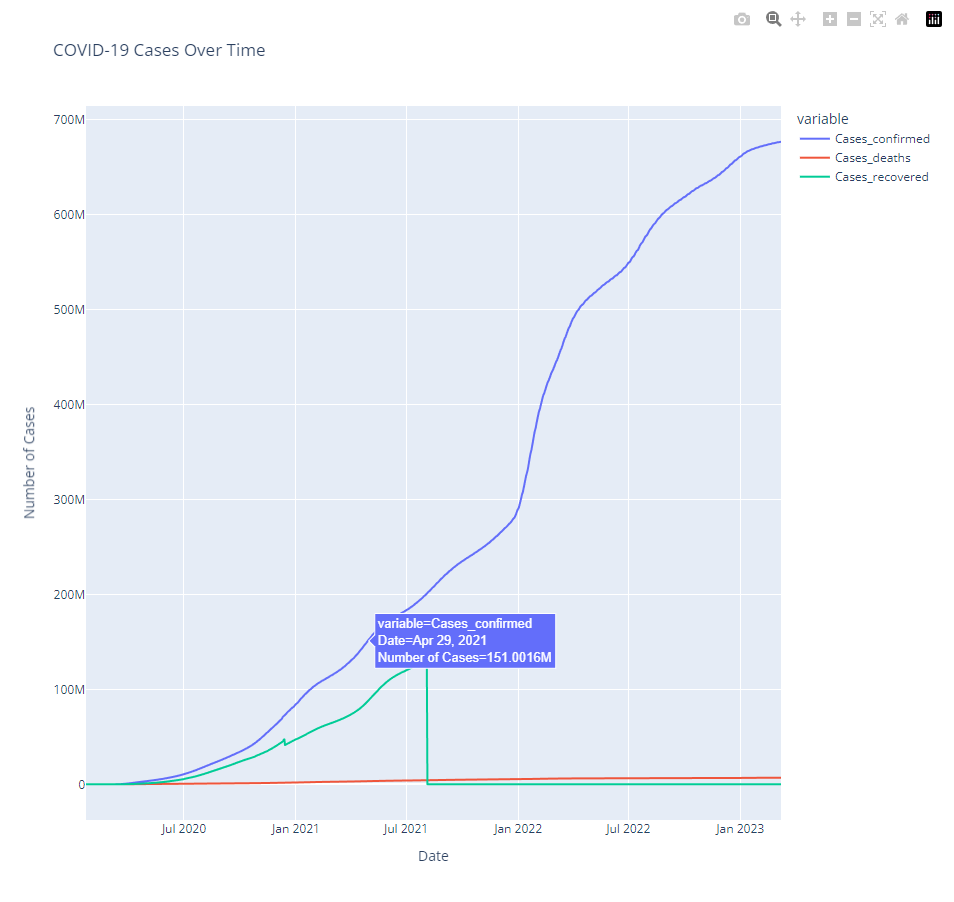 COVID-19 Cases Over Time
700M
600M
500M
400M
300M
200M
100M
0
Number of Cases
Jul 2020
Jan 2021
Jul 2021
Jan 2022
Jul 2022
Jan 2023
Date
variable
Cases_confirmed
Cases_deaths
Cases_recovered
variable=Cases_confirmed
Date=Apr 29, 2021
Number of Cases=151.0016M